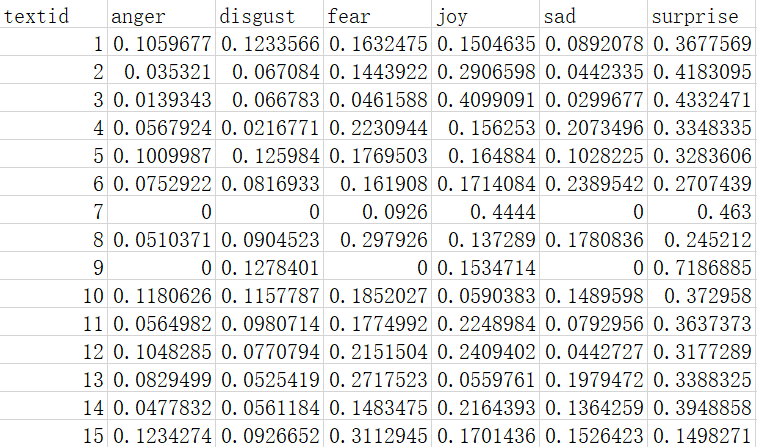 textid anger disgust fear joy sad surprise
1 0.1059677 0.1233566 0.1632475 0.1504635 0.0892078 0.3677569
2 0.035321 0.067084 0.1443922 0.2906598 0.0442335 0.4183095
3 0.0139343 0.066783 0.0461588 0.4099091 0.0299677 0.4332471
4 0.0567924 0.0216771 0.2230944 0.156253 0.2073496 0.3348335
5 0.1009987 0.125984 0.1769503 0.164884 0.1028225 0.3283606
6 0.0752922 0.0816933 0.161908 0.1714084 0.2389542 0.2707439
7 0 0 0.0926 0.4444 0 0.463
8 0.0510371 0.0904523 0.297926 0.137289 0.1780836 0.245212
9 0 0.1278401 0 0.1534714 0 0.7186885
10 0.1180626 0.1157787 0.1852027 0.0590383 0.1489598 0.372958
11 0.0564982 0.0980714 0.1774992 0.2248984 0.0792956 0.3637373
12 0.1048285 0.0770794 0.2151504 0.2409402 0.0442727 0.3177289
13 0.0829499 0.0525419 0.2717523 0.0559761 0.1979472 0.3388325
14 0.0477832 0.0561184 0.1483475 0.2164393 0.1364259 0.3948858
15 0.1234274 0.0926652 0.3112945 0.1701436 0.1526423 0.1498271